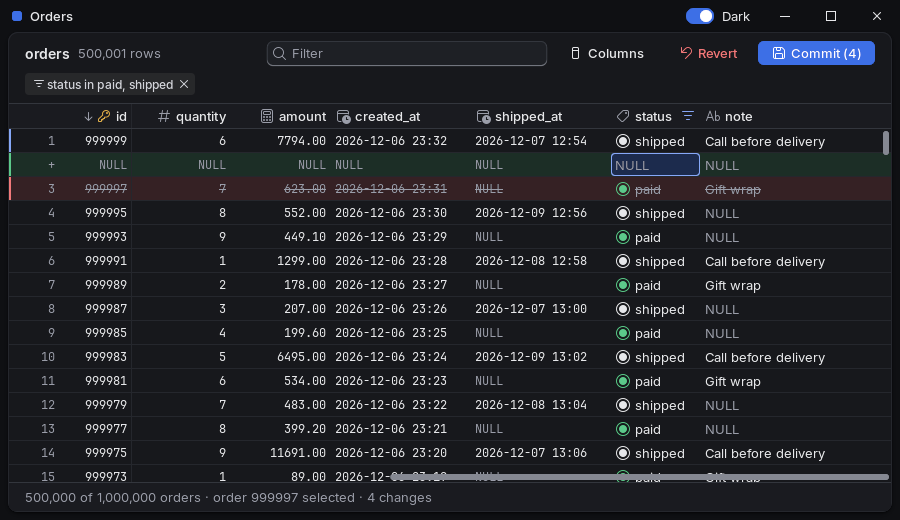 Orders Dark
orders 500,001 rows Filter Columns Revert Commit (4)
status in paid, shipped
id quantity amount created_at shipped_at status Ab note
1 999999 6 7794.00 2026-12-06 23:32 2026-12-07 12:54 shipped Call before delivery
+ NULL NULL NULL NULL NULL NULL NULL
3 999997 7 623.00 2026-12-06 23:31 NULL paid Gift wrap
4 999995 8 552.00 2026-12-06 23:30 2026-12-09 12:56 shipped NULL
5 999993 9 449.10 2026-12-06 23:29 NULL paid NULL
6 999991 1 1299.00 2026-12-06 23:28 2026-12-08 12:58 shipped Call before delivery
7 999989 2 178.00 2026-12-06 23:27 NULL paid Gift wrap
8 999987 3 207.00 2026-12-06 23:26 2026-12-07 13:00 shipped NULL
9 999985 4 199.60 2026-12-06 23:25 NULL paid NULL
10 999983 5 6495.00 2026-12-06 23:24 2026-12-09 13:02 shipped Call before delivery
11 999981 6 534.00 2026-12-06 23:23 NULL paid Gift wrap
12 999979 7 483.00 2026-12-06 23:22 2026-12-08 13:04 shipped NULL
13 999977 8 399.20 2026-12-06 23:21 NULL paid NULL
14 999975 9 11691.00 2026-12-06 23:20 2026-12-07 13:06 shipped Call before delivery
15 999973 1 89.00 2026-12-06 23:19 NULL paid Gift wrap
500,000 of 1,000,000 orders · order 999997 selected · 4 changes